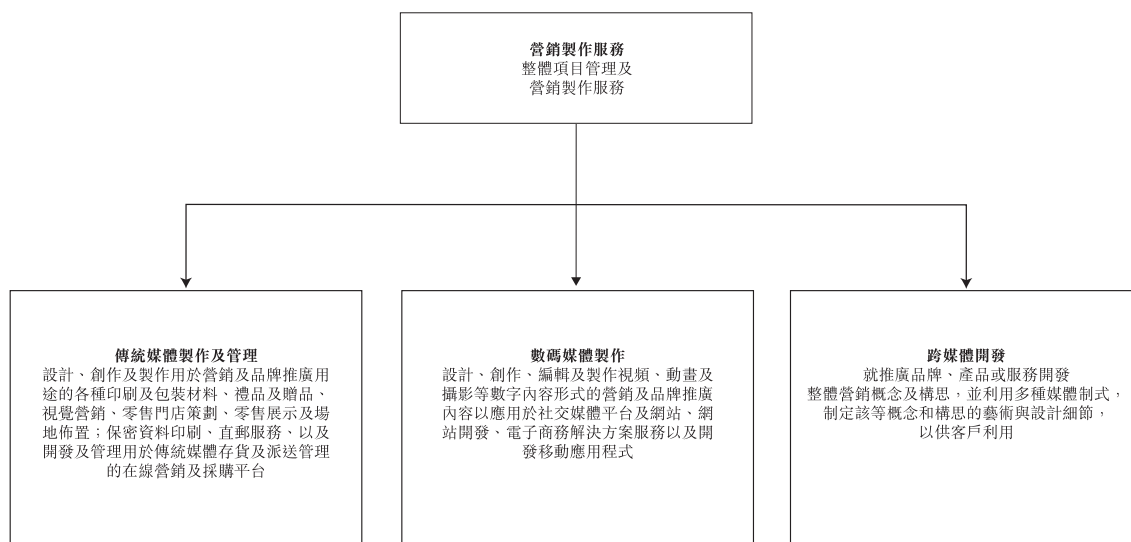 營銷製作服務
整體項目管理及
營銷製作服務
傳統媒體製作及管理
設計、創作及製作用於營銷及品牌推廣用
途的各種印刷及包裝材料、禮品及贈品、
視覺營銷、零售門店策劃、零售展示及場
地佈置；保密資料印刷、直郵服務、以及
開發及管理用於傳統媒體存貨及派送管理
的在線營銷及採購平台
數碼媒體製作
設計、創作、編輯及製作視頻、動畫及
攝影等數字內容形式的營銷及品牌推廣
內容以應用於社交媒體平台及網站、網
站開發、電子商務解決方案服務以及開
發移動應用程式
跨媒體開發
就推廣品牌、產品或服務開發
整體營銷概念及構思，並利用多種媒體制式，
制定該等概念和構思的藝術與設計細節，
以供客戶利用